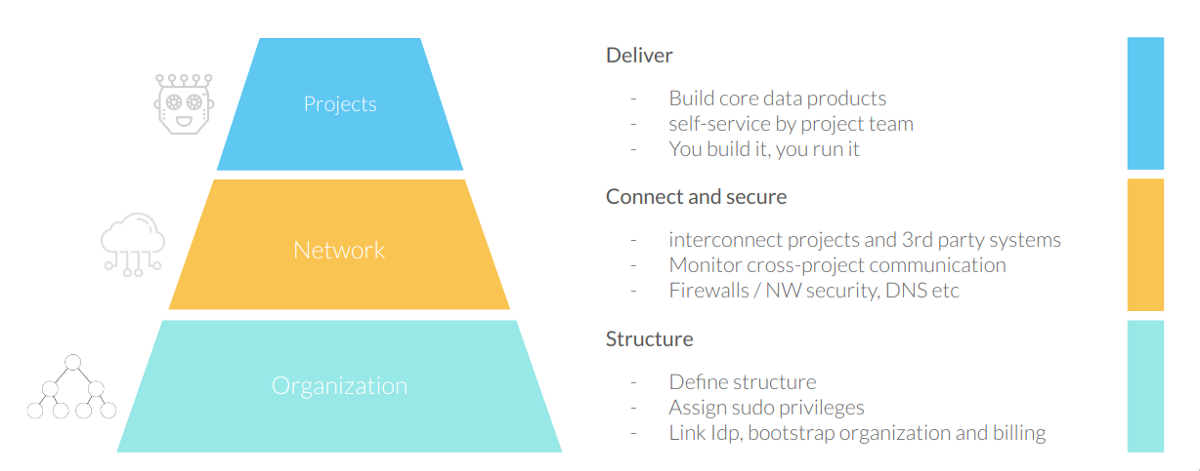 Projects
Deliver
- Build core data products
- self-service by project team
- You build it, you run it
Network
Connect and secure
- interconnect projects and 3rd party systems
- Monitor cross-project communication
- Firewalls / NW security, DNS etc
Organization
Structure
- Define structure
- Assign sudo privileges
- Link Idp, bootstrap organization and billing